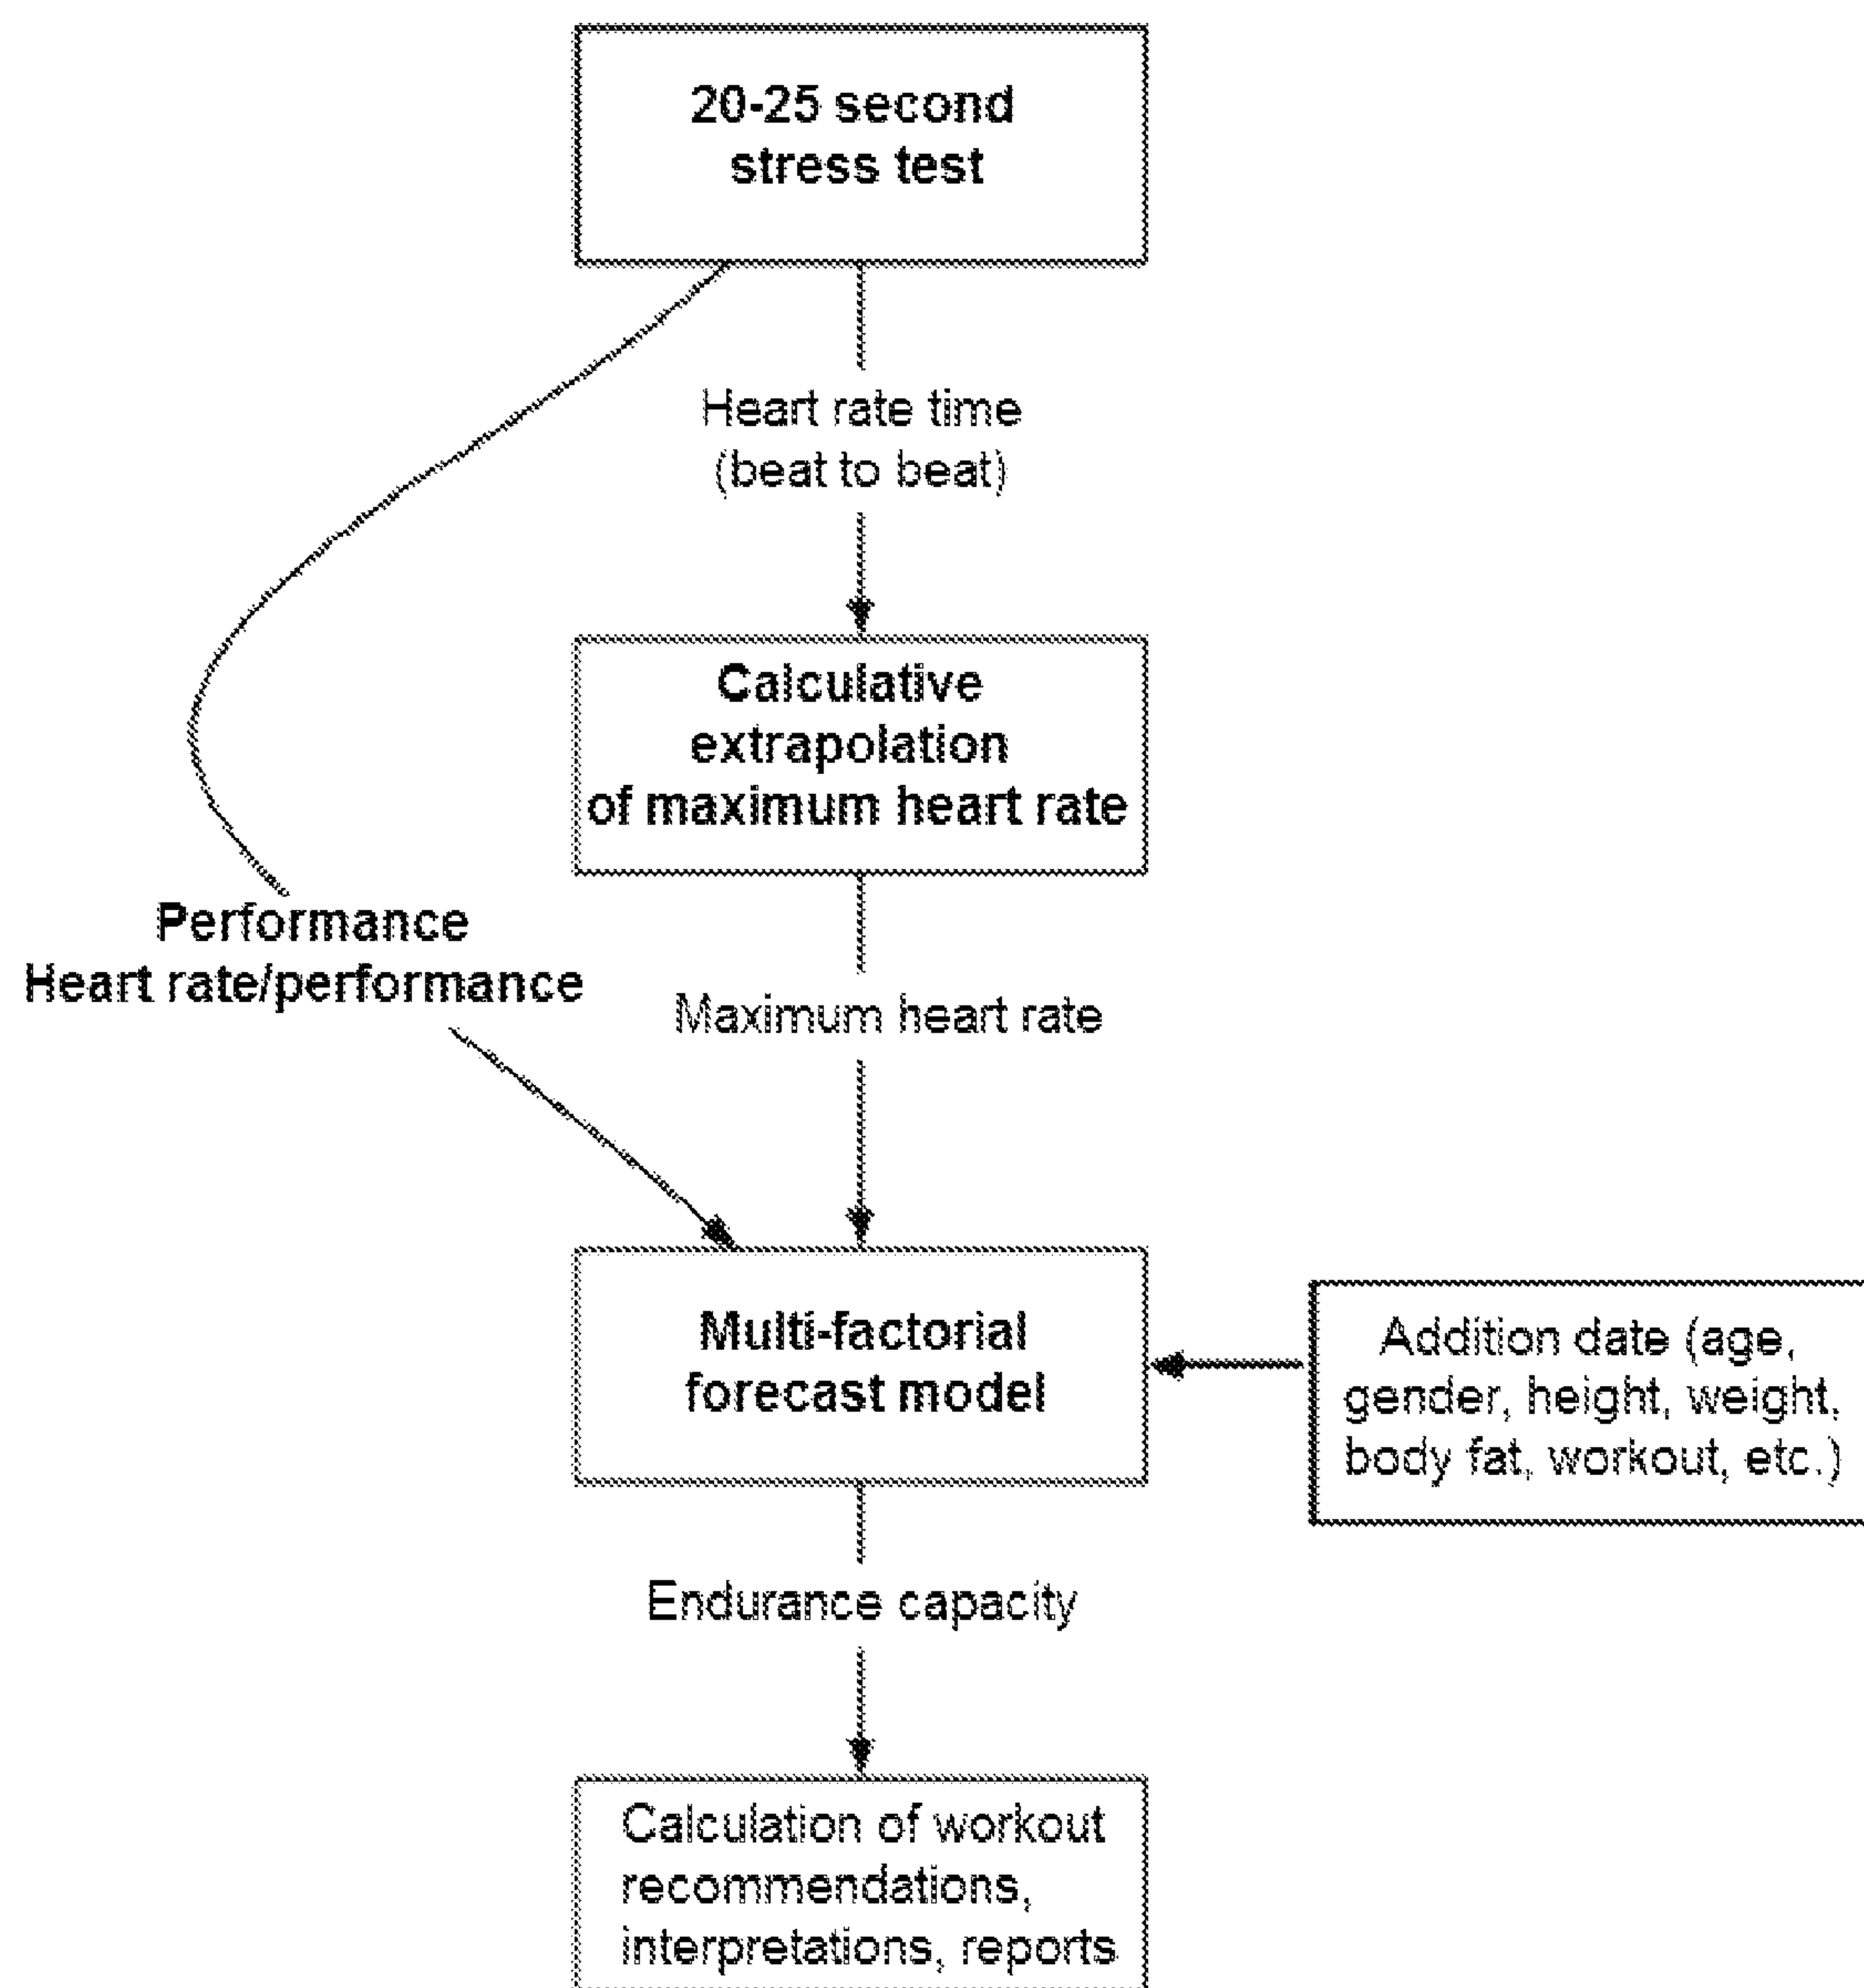 20-25 second
stress test
Heart rate time
(beat to beat)
Calculative
extrapolation
of maximum heart rate
Performance
Heart rate/performance
Maximum heart rate
Multi-factorial
forecast model
Addition date (age,
gender, height, weight,
body fat, workout, etc.)
Endurance capacity
Calculation of workout
recommendations,
interpretations, reports